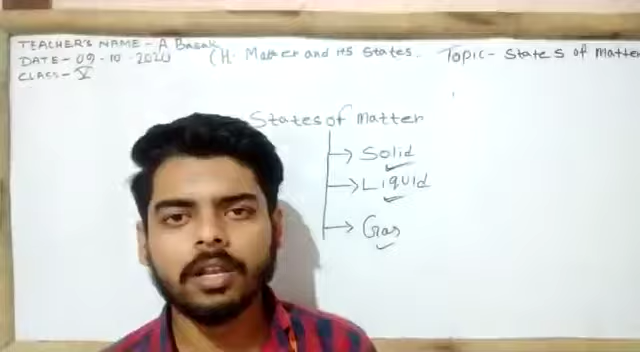 TEACHER'S NAME - A Basak
DATE - 09 - 10 - 2020 CH. Matter and its states. Topic - States of matter
CLASS - V
States of matter
Solid
Liquid
Gas